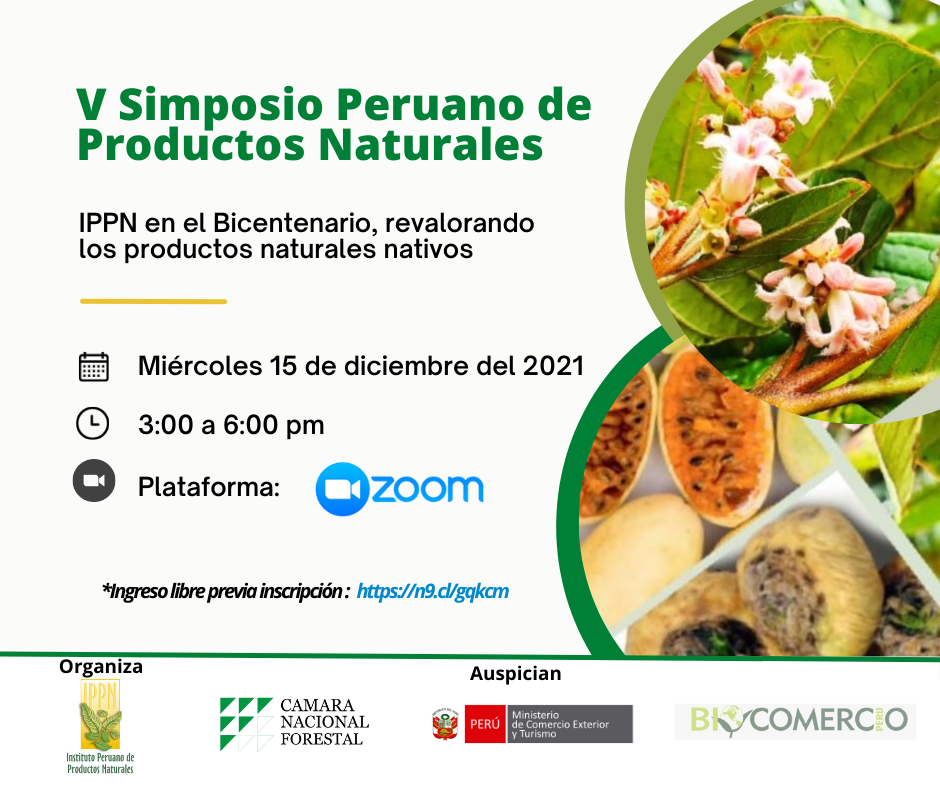 V Simposio Peruano de
Productos Naturales
IPPN en el Bicentenario, revalorando
los productos naturales nativos
Miércoles 15 de diciembre del 2021
3:00 a 6:00 pm
Plataforma: zoom
*Ingreso libre previa inscripción : https://n9.cl/gqkcm
Organiza
Auspician
IPPN
Instituto Peruano de
Productos Naturales
CAMARA
NACIONAL
FORESTAL
PERÚ
Ministerio
de Comercio Exterior
y Turismo
BIOCOMERCIO
PERÚ